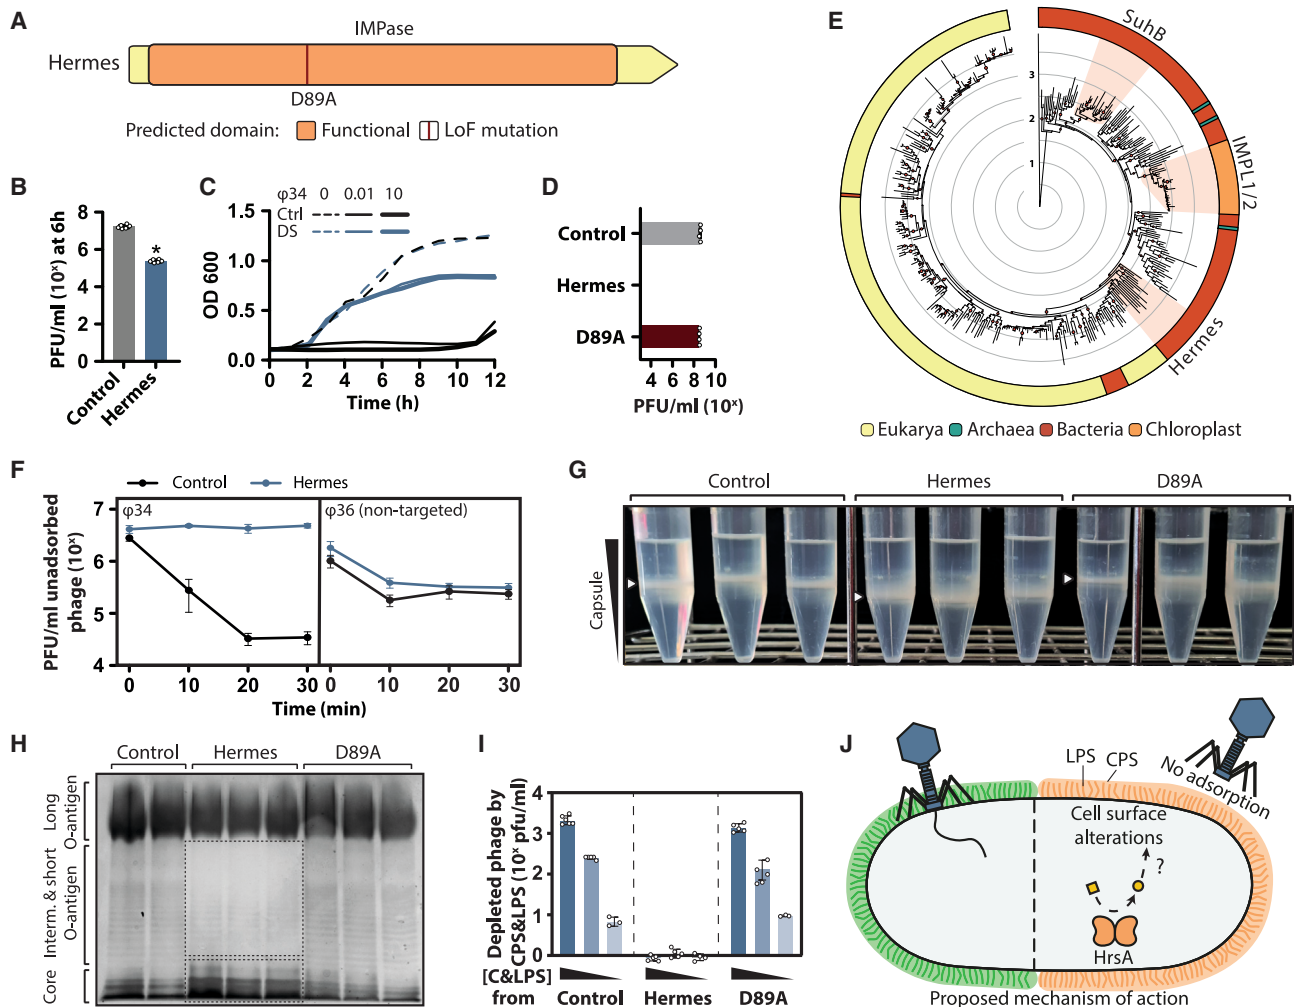 A
IMPase
Hermes
D89A
Predicted domain: Functional LoF mutation
B
PFU/ml (10ˣ) at 6h
8
6
4
2
0
*
Control
Hermes
C
φ34 0 0.01 10
Ctrl
DS
OD 600
1.5
1.0
0.5
0.0
0 2 4 6 8 10 12
Time (h)
D
Control
Hermes
D89A
4 6 8 10
PFU/ml (10ˣ)
E
SuhB
IMPL1/2
Hermes
3
2
1
Eukarya Archaea Bacteria Chloroplast
F
Control Hermes
PFU/ml unadsorbed
phage (10ˣ)
7
6
5
4
φ34
φ36 (non-targeted)
0 10 20 30 0 10 20 30
Time (min)
G
Control Hermes D89A
Capsule
H
Control Hermes D89A
Long
O-antigen
Interm. & short
O-antigen
Core
I
Depleted phage by
CPS&LPS (10ˣ pfu/ml)
4
3
2
1
0
[C&LPS]
from Control Hermes D89A
J
LPS CPS
No adsorption
Cell surface
alterations
?
HrsA
Proposed mechanism of action